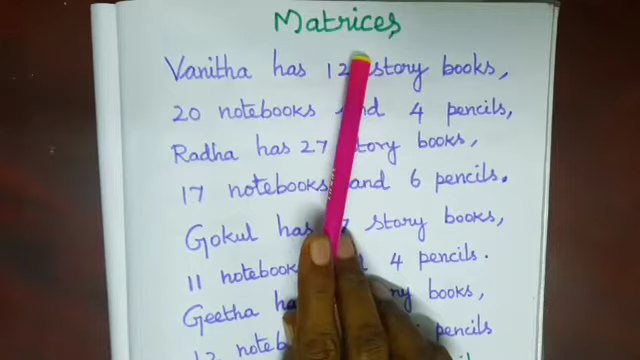 Matrices
Vanitha has 12 story books,
20 notebooks and 4 pencils,
Radha has 27 story books,
17 notebooks and 6 pencils.
Gokul has 7 story books,
11 notebooks 4 pencils.
Geetha books,
pencils